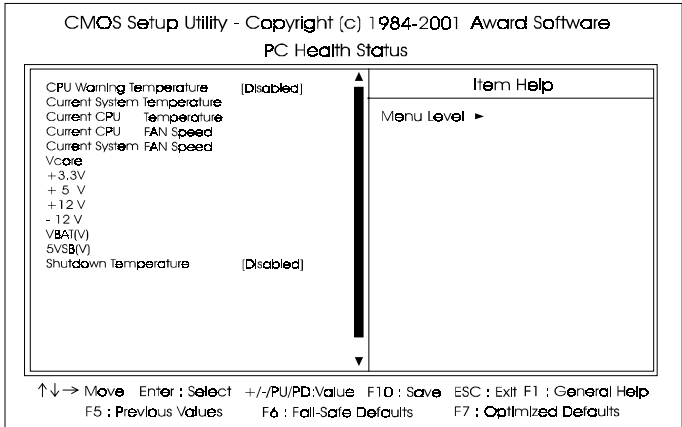 CMOS Setup Utility - Copyright (c) 1984-2001 Award Software
PC Health Status
CPU Warning Temperature [Disabled]
Current System Temperature
Current CPU Temperature
Current CPU FAN Speed
Current System FAN Speed
Vcore
+3.3V
+ 5 V
+12 V
- 12 V
VBAT(V)
5VSB(V)
Shutdown Temperature [Disabled]
Item Help
Menu Level ►
↑↓→ Move Enter : Select +/-/PU/PD:Value F10 : Save ESC : Exit F1 : General Help
F5 : Previous Values F6 : Fail-Safe Defaults F7 : Optimized Defaults